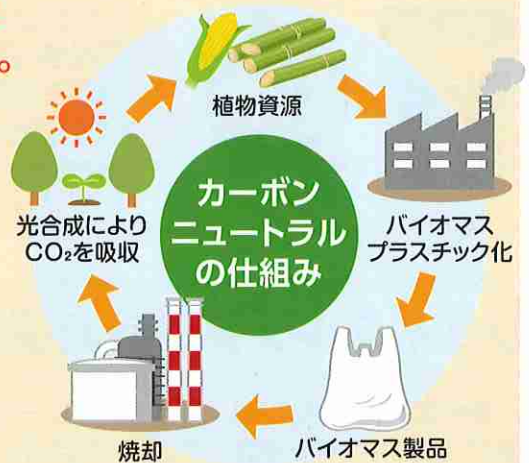 。
植物資源
カーボン
ニュートラル
の仕組み
光合成により
CO₂を吸収
バイオマス
プラスチック化
焼却
バイオマス製品